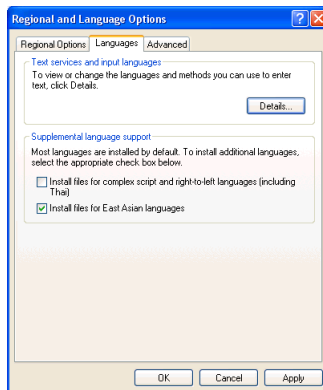 Regional and Language Options
Regional Options Languages Advanced
Text services and input languages
To view or change the languages and methods you can use to enter
text, click Details.
Details...
Supplemental language support
Most languages are installed by default. To install additional languages,
select the appropriate check box below.
Install files for complex script and right-to-left languages (including
Thai)
Install files for East Asian languages
OK Cancel Apply